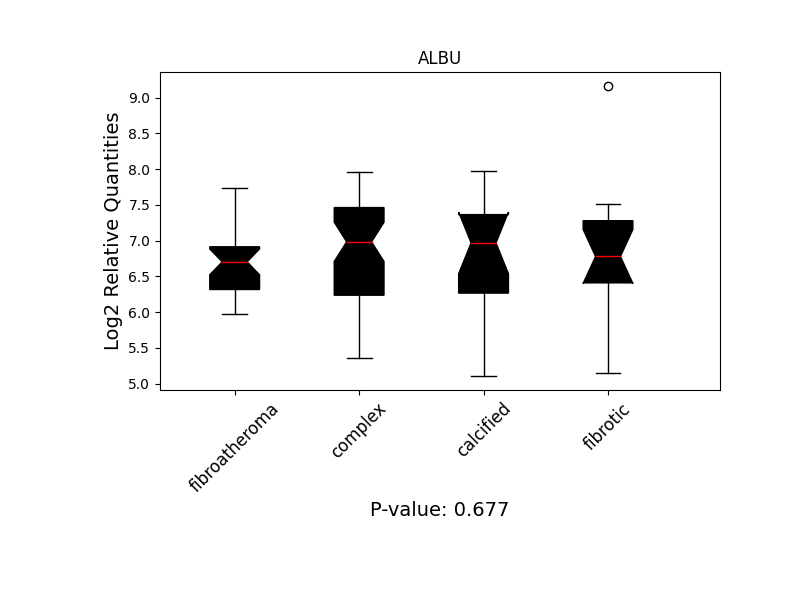 ALBU
Log2 Relative Quantities
9.0
8.5
8.0
7.5
7.0
6.5
6.0
5.5
5.0
fibroatheroma
complex
calcified
fibrotic
P-value: 0.677